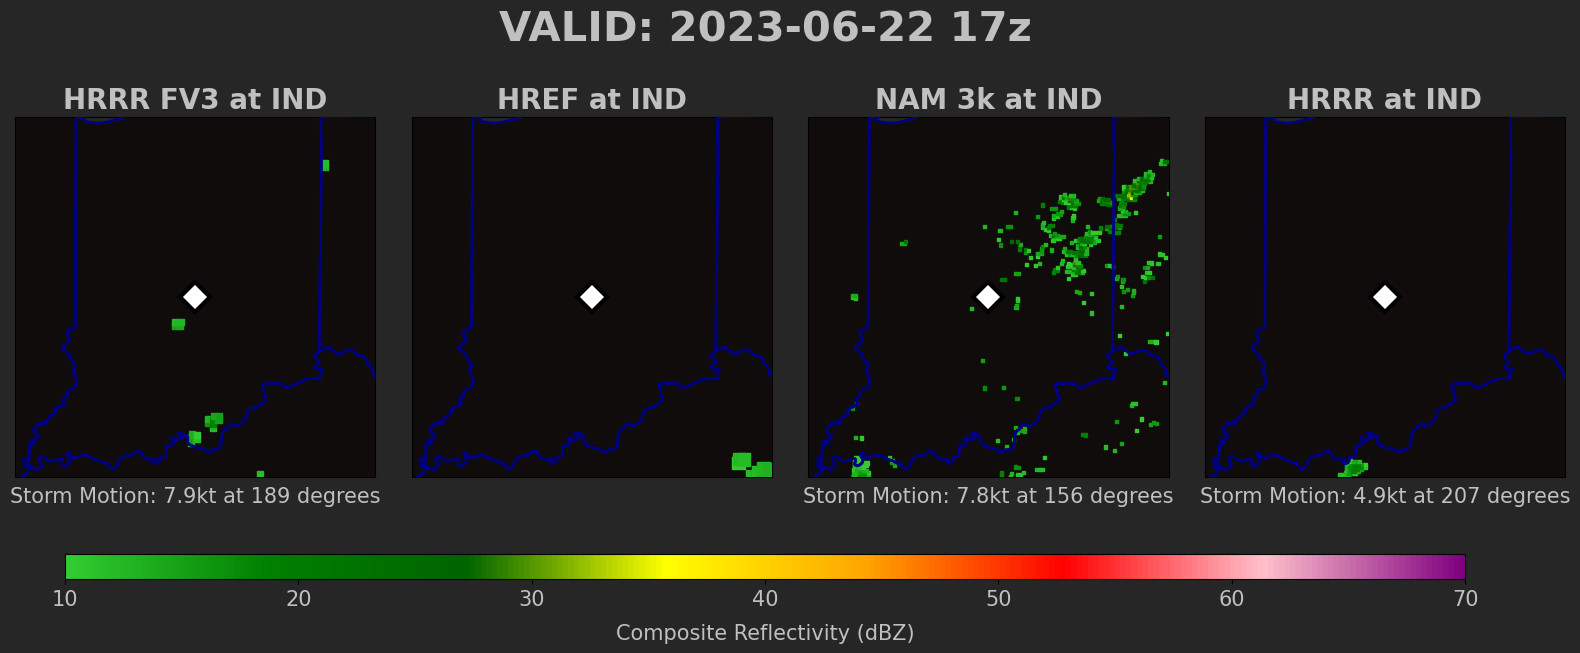 VALID: 2023-06-22 17z
HRRR FV3 at IND
HREF at IND
NAM 3k at IND
HRRR at IND
Storm Motion: 7.9kt at 189 degrees
Storm Motion: 7.8kt at 156 degrees
Storm Motion: 4.9kt at 207 degrees
10 20 30 40 50 60 70
Composite Reflectivity (dBZ)